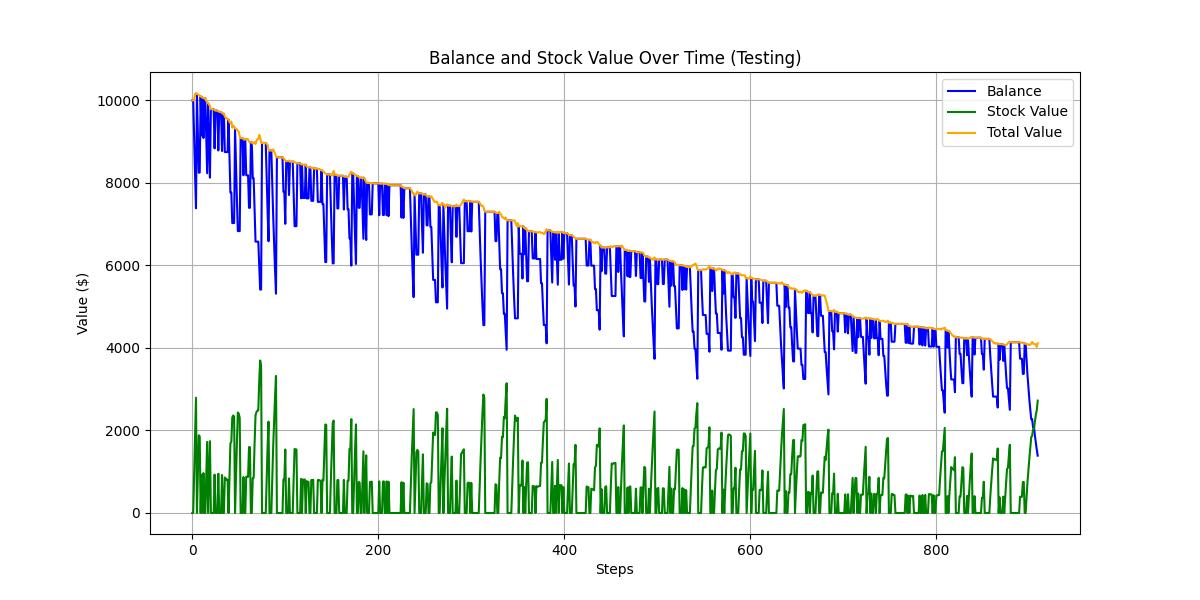 Balance and Stock Value Over Time (Testing)
Balance
Stock Value
Total Value
Value ($)
10000
8000
6000
4000
2000
0
0 200 400 600 800
Steps